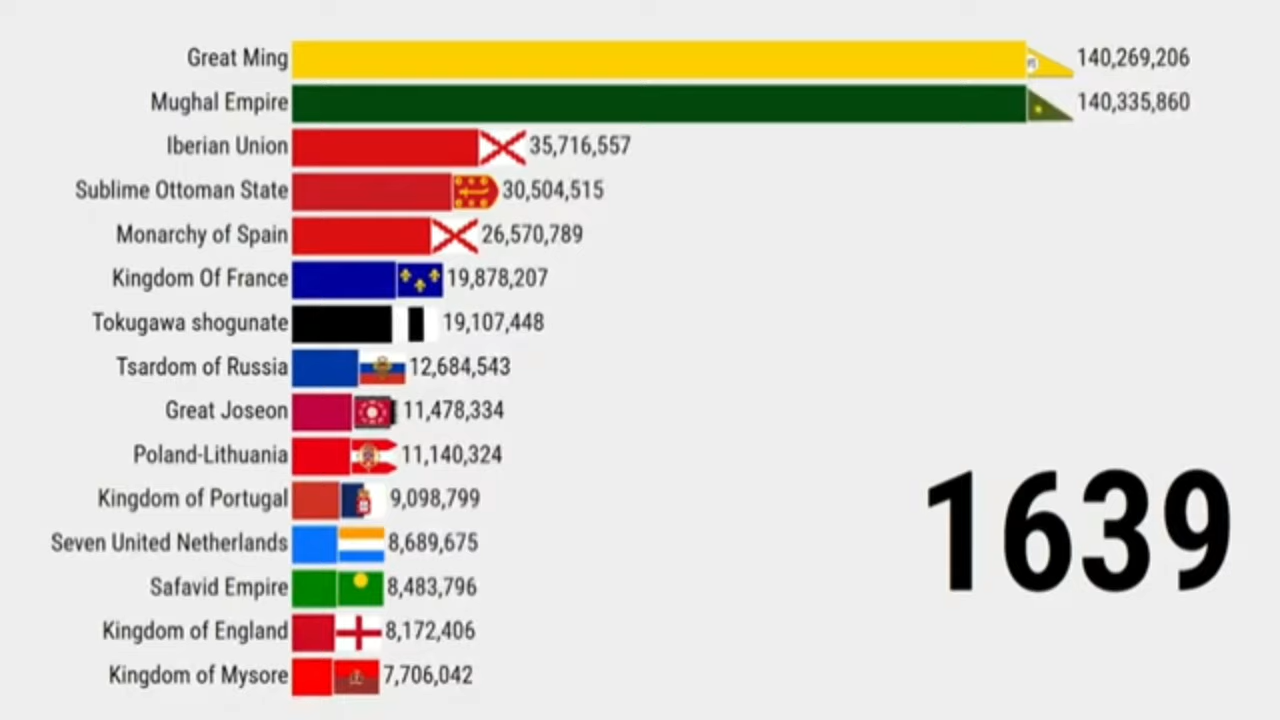 Great Ming 140,269,206
Mughal Empire 140,335,860
Iberian Union 35,716,557
Sublime Ottoman State 30,504,515
Monarchy of Spain 26,570,789
Kingdom Of France 19,878,207
Tokugawa shogunate 19,107,448
Tsardom of Russia 12,684,543
Great Joseon 11,478,334
Poland-Lithuania 11,140,324
Kingdom of Portugal 9,098,799
Seven United Netherlands 8,689,675
Safavid Empire 8,483,796
Kingdom of England 8,172,406
Kingdom of Mysore 7,706,042
1639